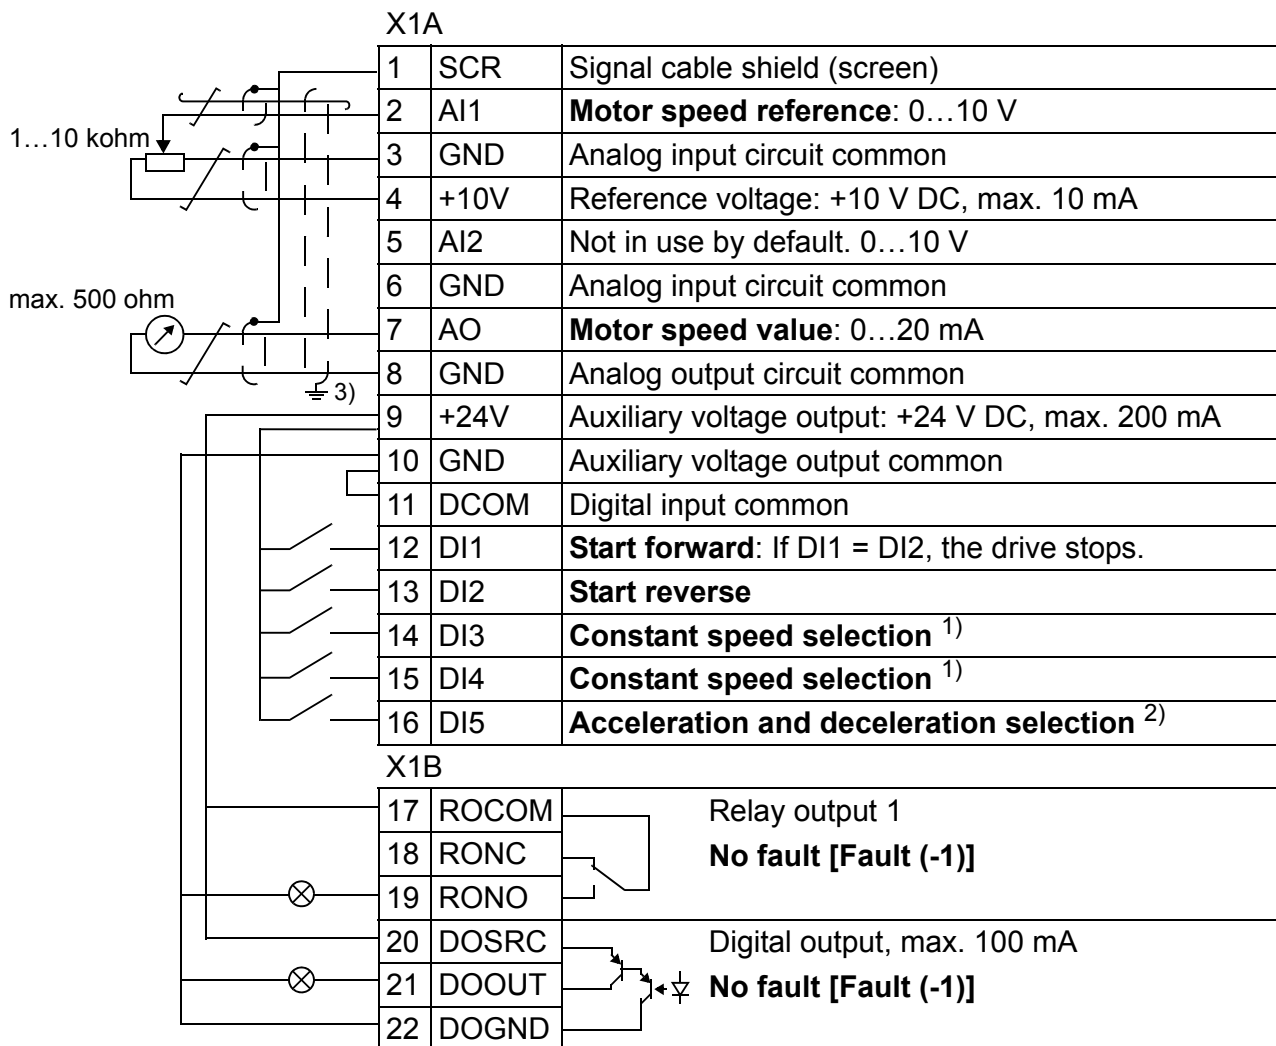 X1A
1 SCR Signal cable shield (screen)
2 AI1 Motor speed reference: 0…10 V
1…10 kohm
3 GND Analog input circuit common
4 +10V Reference voltage: +10 V DC, max. 10 mA
5 AI2 Not in use by default. 0…10 V
6 GND Analog input circuit common
max. 500 ohm
7 AO Motor speed value: 0…20 mA
8 GND Analog output circuit common
3)
9 +24V Auxiliary voltage output: +24 V DC, max. 200 mA
10 GND Auxiliary voltage output common
11 DCOM Digital input common
12 DI1 Start forward: If DI1 = DI2, the drive stops.
13 DI2 Start reverse
14 DI3 Constant speed selection 1)
15 DI4 Constant speed selection 1)
16 DI5 Acceleration and deceleration selection 2)
X1B
17 ROCOM Relay output 1
18 RONC No fault [Fault (-1)]
19 RONO
20 DOSRC Digital output, max. 100 mA
21 DOOUT No fault [Fault (-1)]
22 DOGND